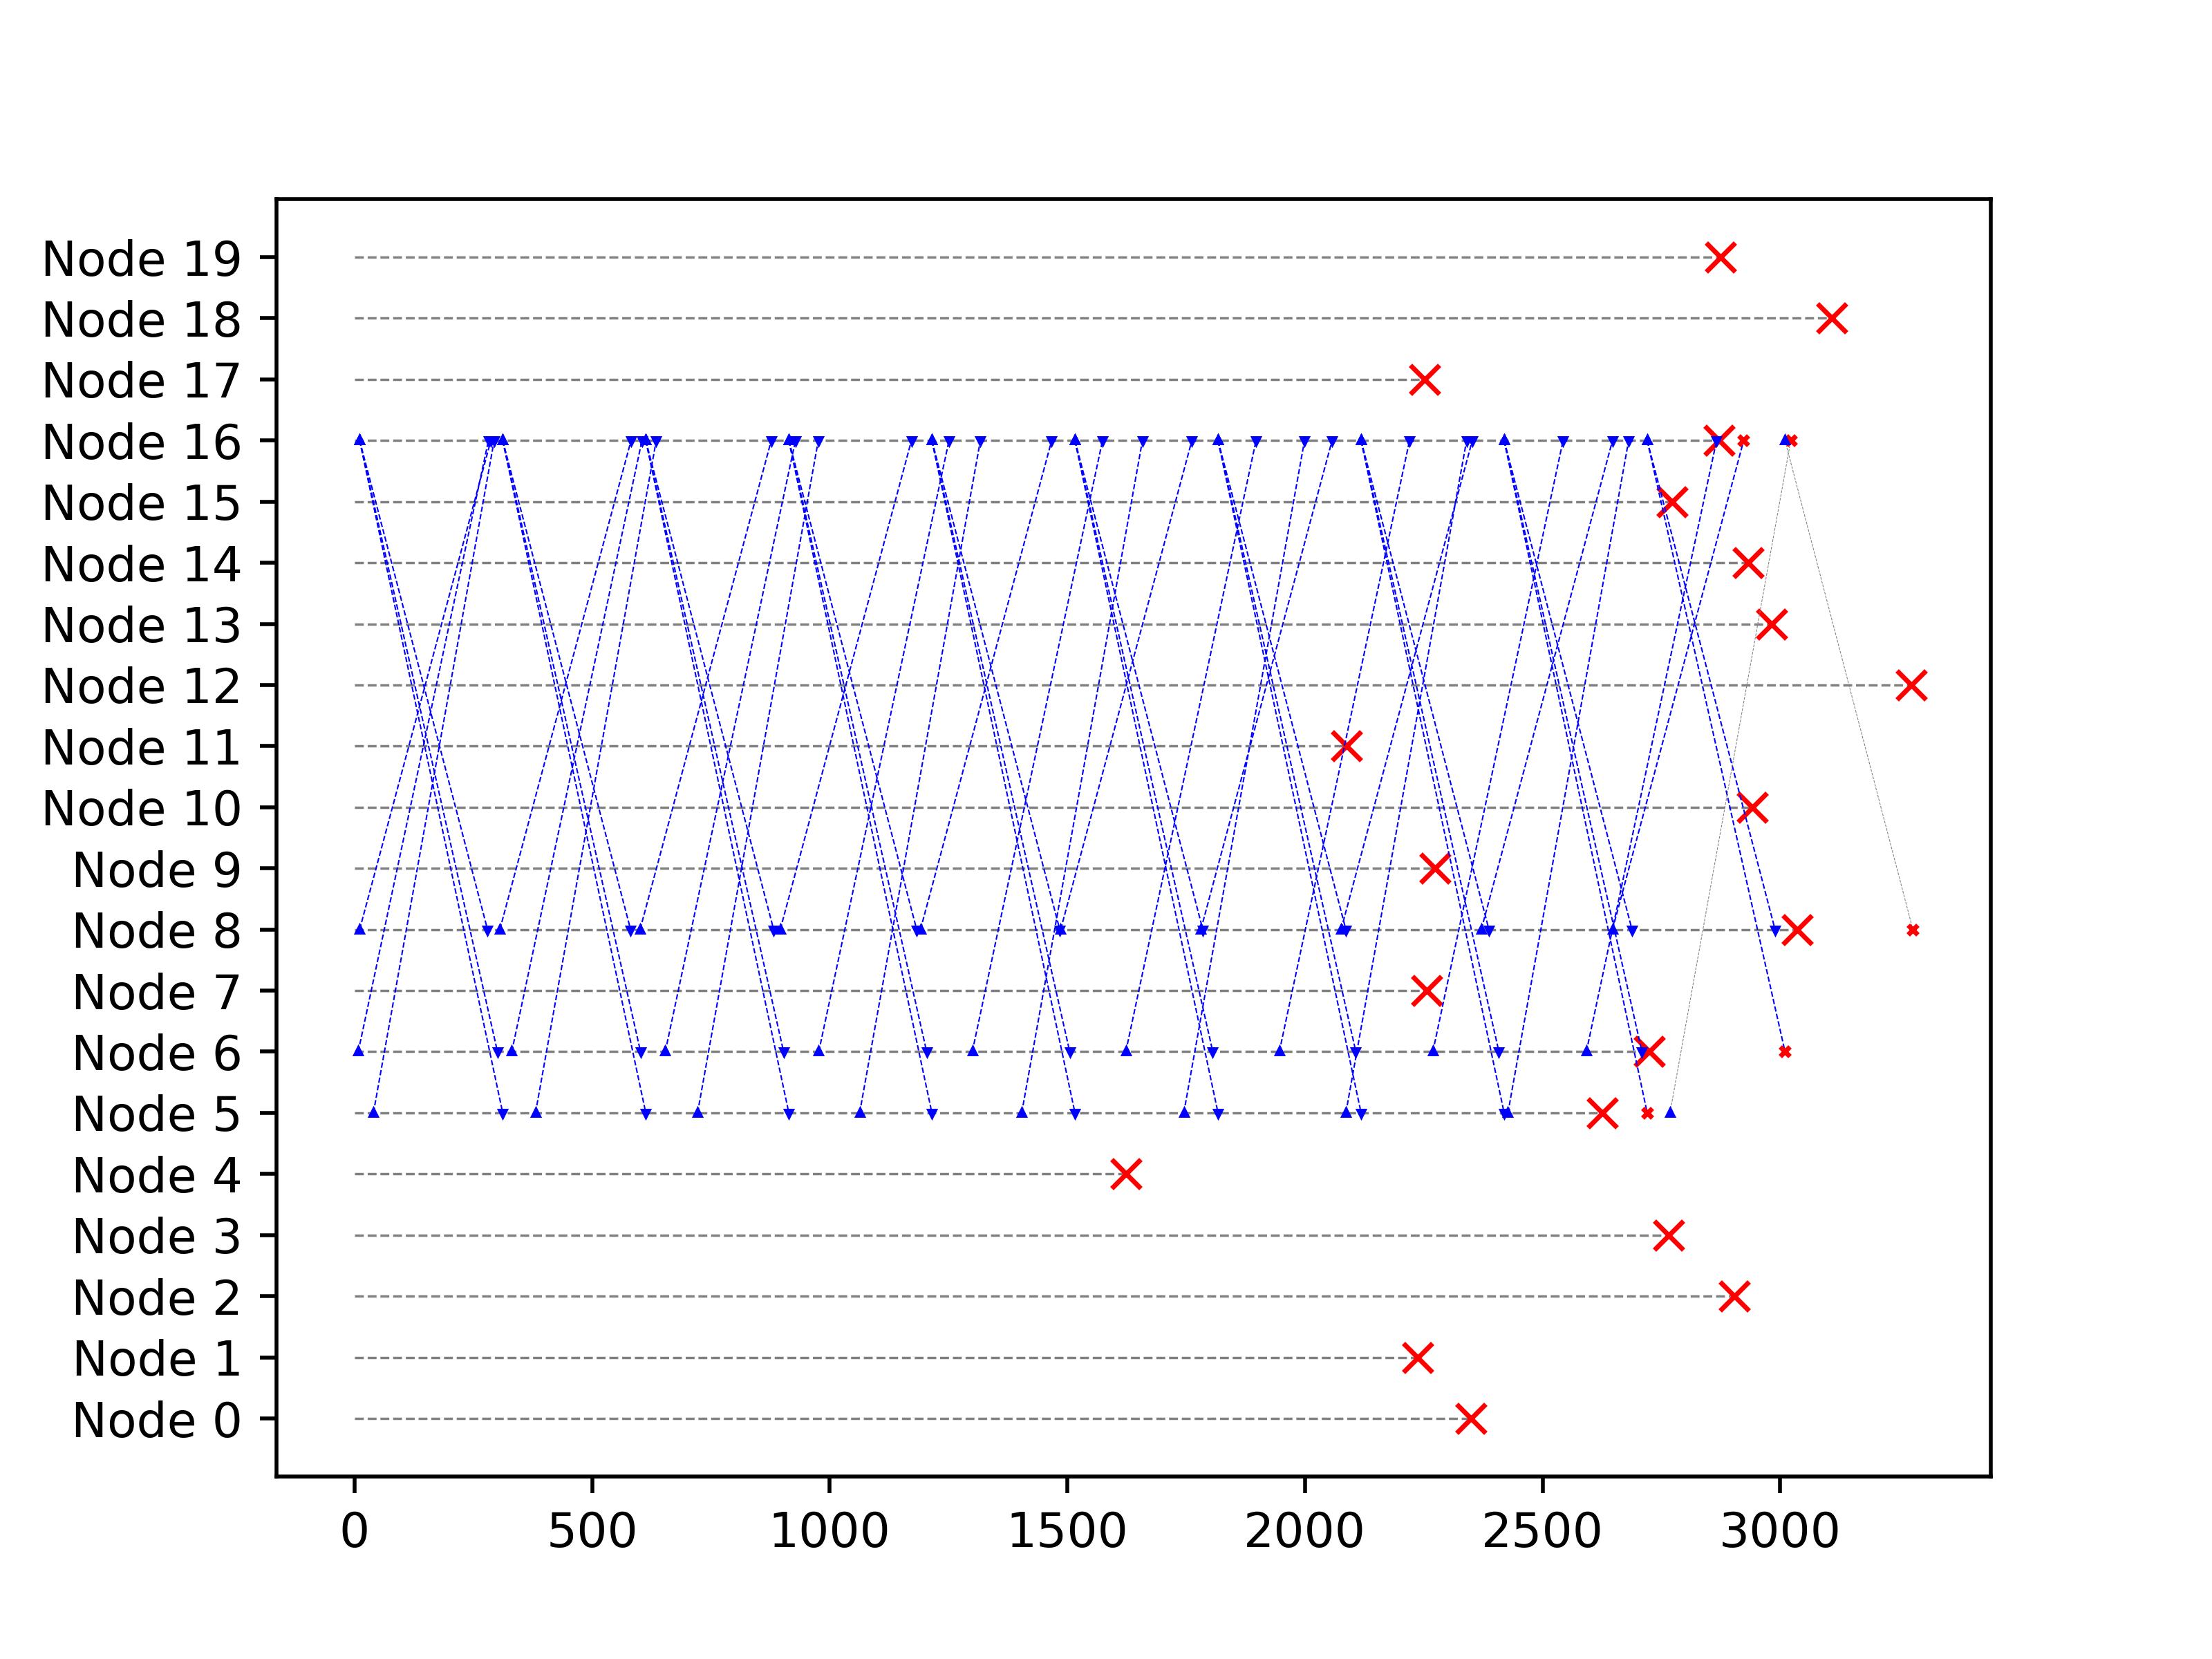 Node 19
Node 18
Node 17
Node 16
Node 15
Node 14
Node 13
Node 12
Node 11
Node 10
Node 9
Node 8
Node 7
Node 6
Node 5
Node 4
Node 3
Node 2
Node 1
Node 0
0 500 1000 1500 2000 2500 3000